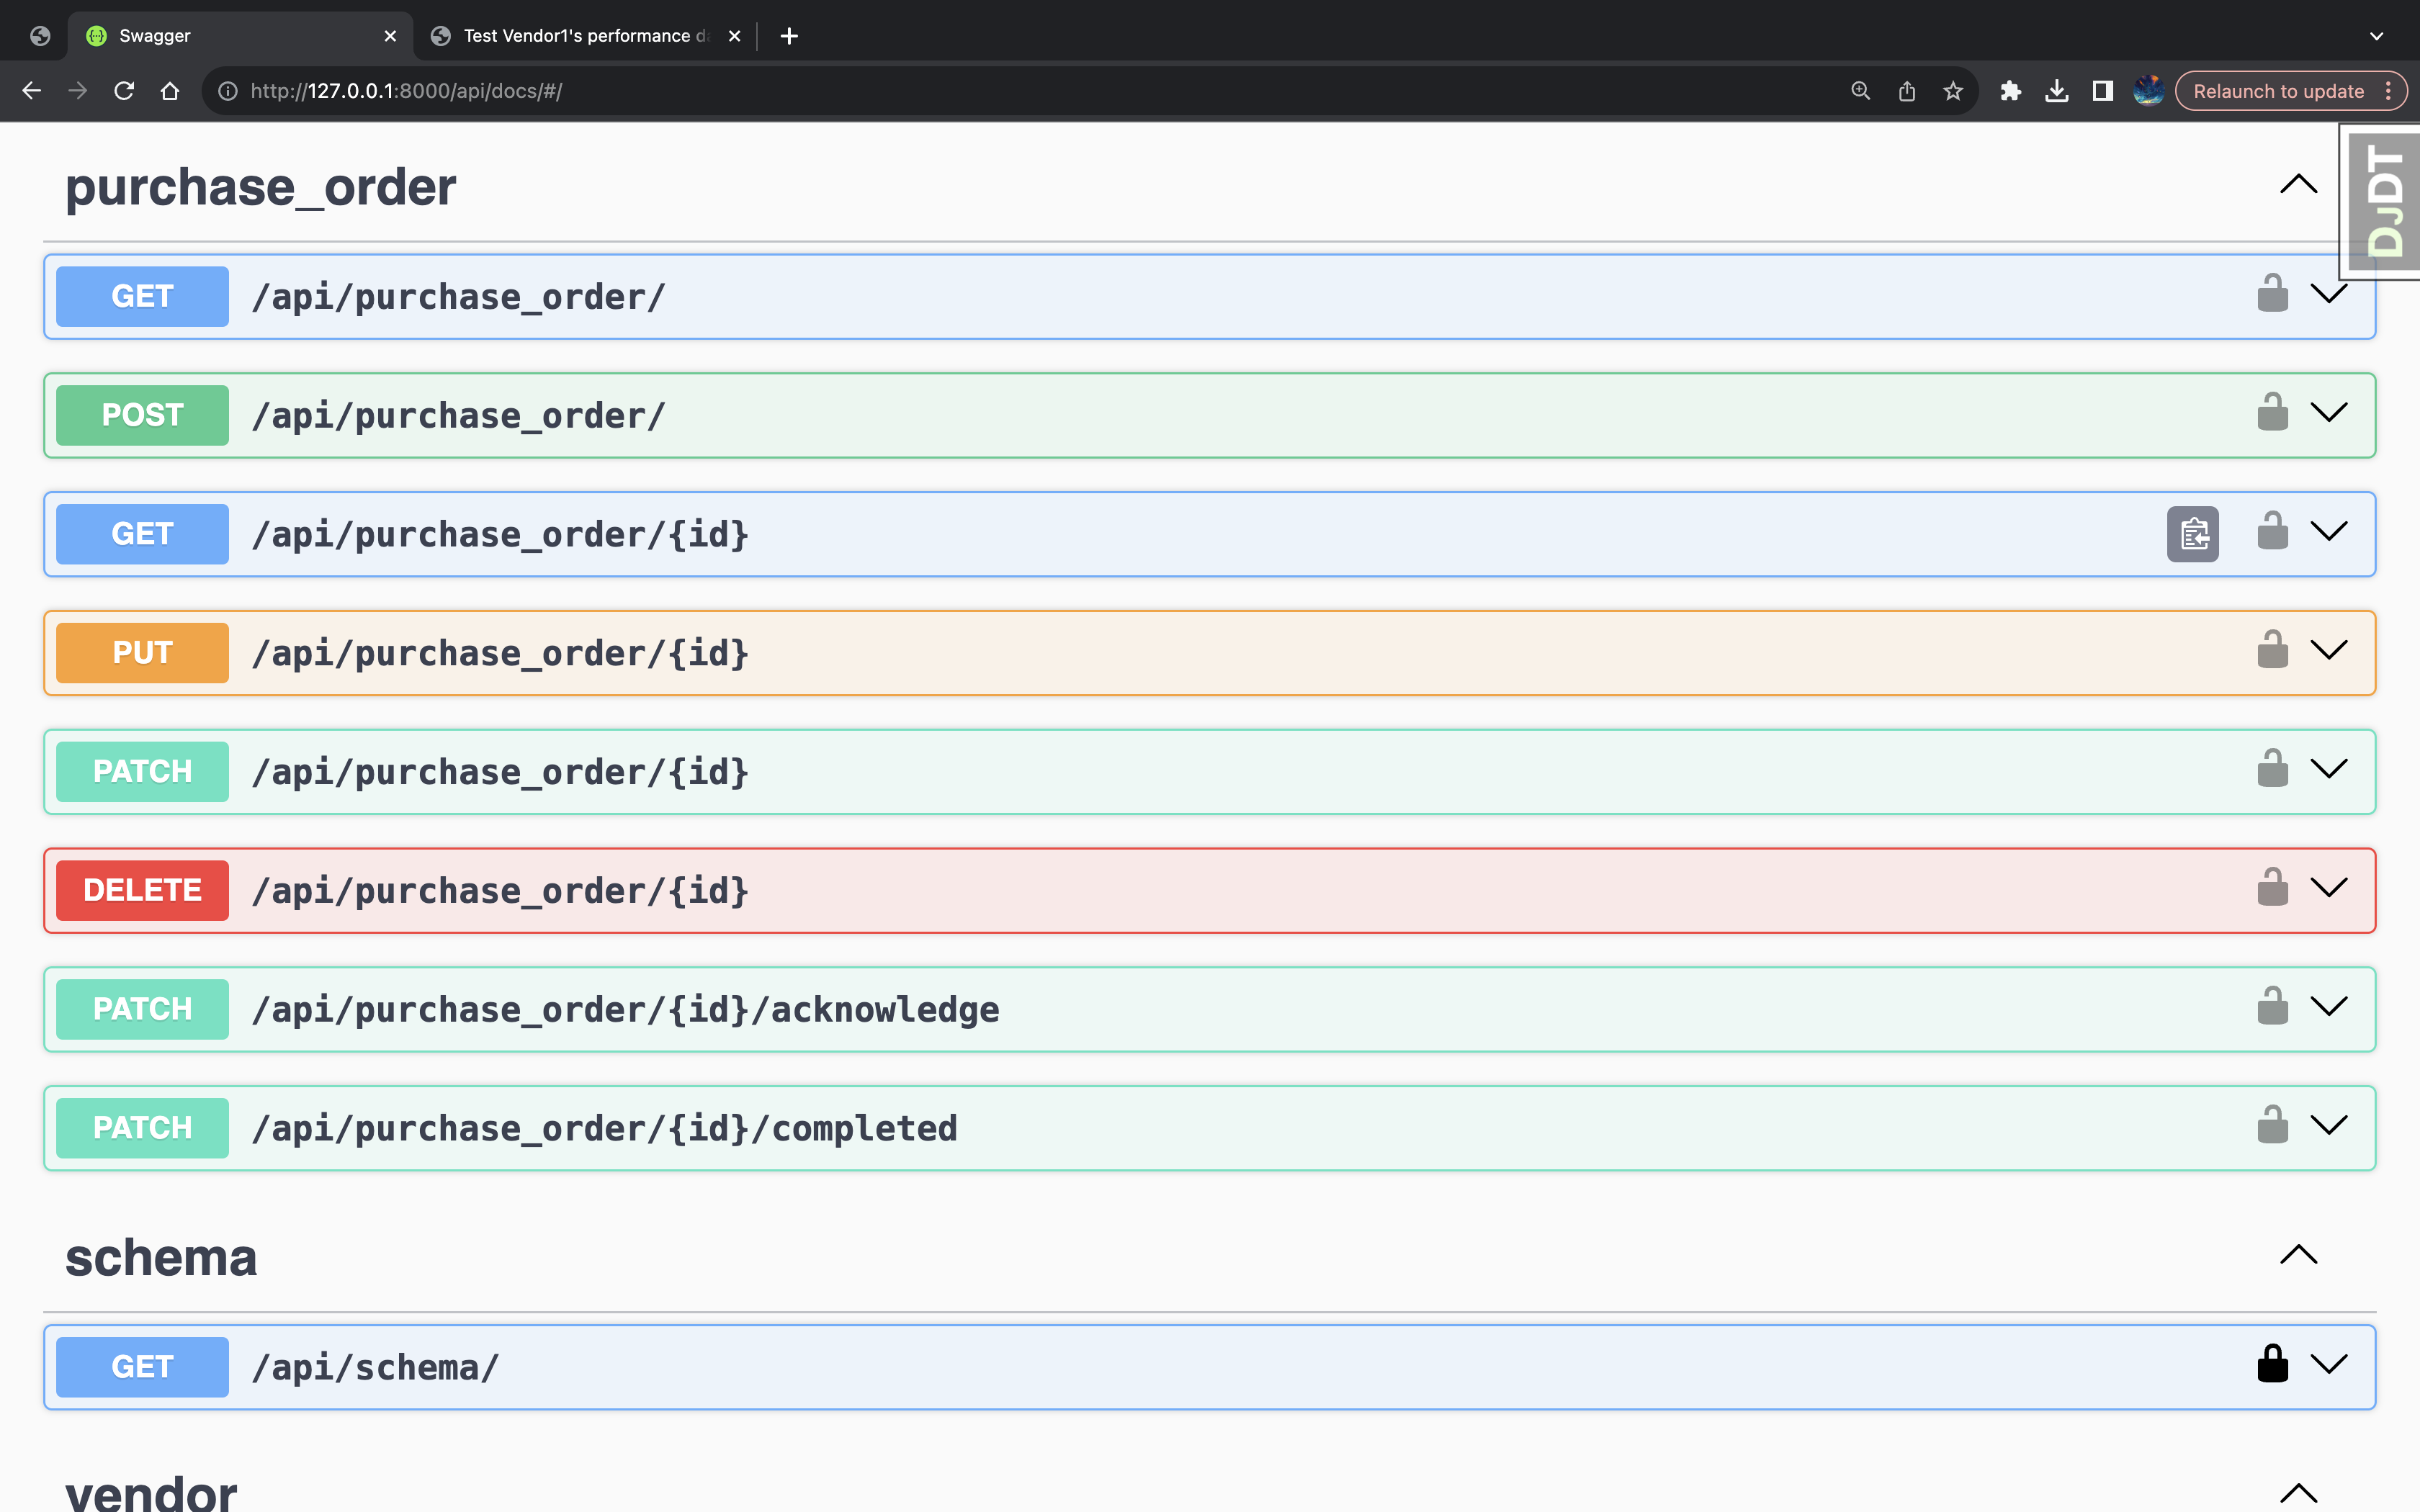 Swagger
Test Vendor1's performance d
http://127.0.0.1:8000/api/docs/#/
Relaunch to update
DJDT
purchase_order
GET /api/purchase_order/
POST /api/purchase_order/
GET /api/purchase_order/{id}
PUT /api/purchase_order/{id}
PATCH /api/purchase_order/{id}
DELETE /api/purchase_order/{id}
PATCH /api/purchase_order/{id}/acknowledge
PATCH /api/purchase_order/{id}/completed
schema
GET /api/schema/
vendor